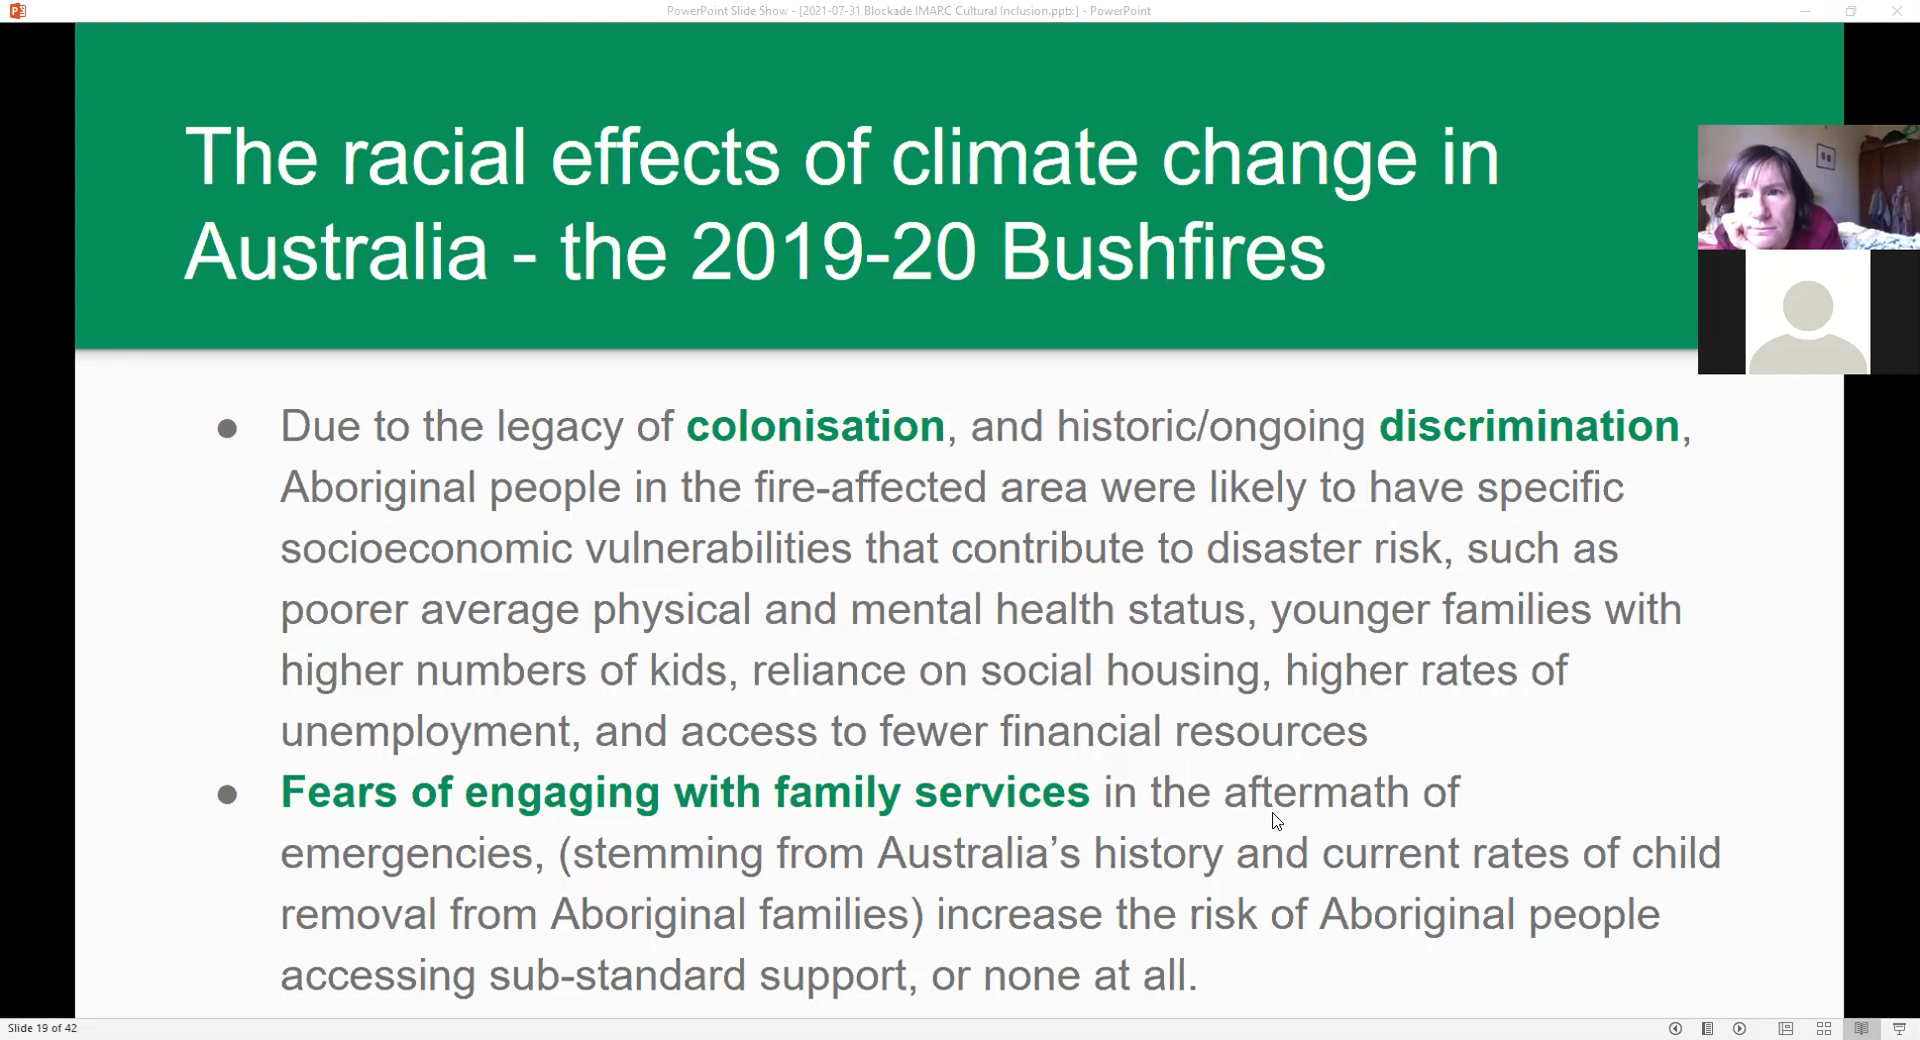 PowerPoint Slide Show - [2021-07-31 Blockade IMARC Cultural Inclusion.pptx] - PowerPoint
The racial effects of climate change in
Australia - the 2019-20 Bushfires
● Due to the legacy of colonisation, and historic/ongoing discrimination,
Aboriginal people in the fire-affected area were likely to have specific
socioeconomic vulnerabilities that contribute to disaster risk, such as
poorer average physical and mental health status, younger families with
higher numbers of kids, reliance on social housing, higher rates of
unemployment, and access to fewer financial resources
● Fears of engaging with family services in the aftermath of
emergencies, (stemming from Australia’s history and current rates of child
removal from Aboriginal families) increase the risk of Aboriginal people
accessing sub-standard support, or none at all.
Slide 19 of 42